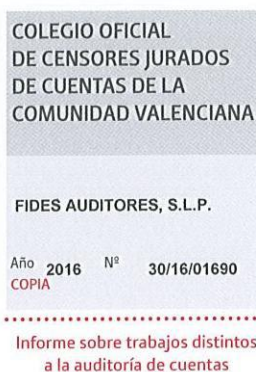 COLEGIO OFICIAL
DE CENSORES JURADOS
DE CUENTAS DE LA
COMUNIDAD VALENCIANA
FIDES AUDITORES, S.L.P.
Año 2016 Nº 30/16/01690
COPIA
Informe sobre trabajos distintos
a la auditoría de cuentas